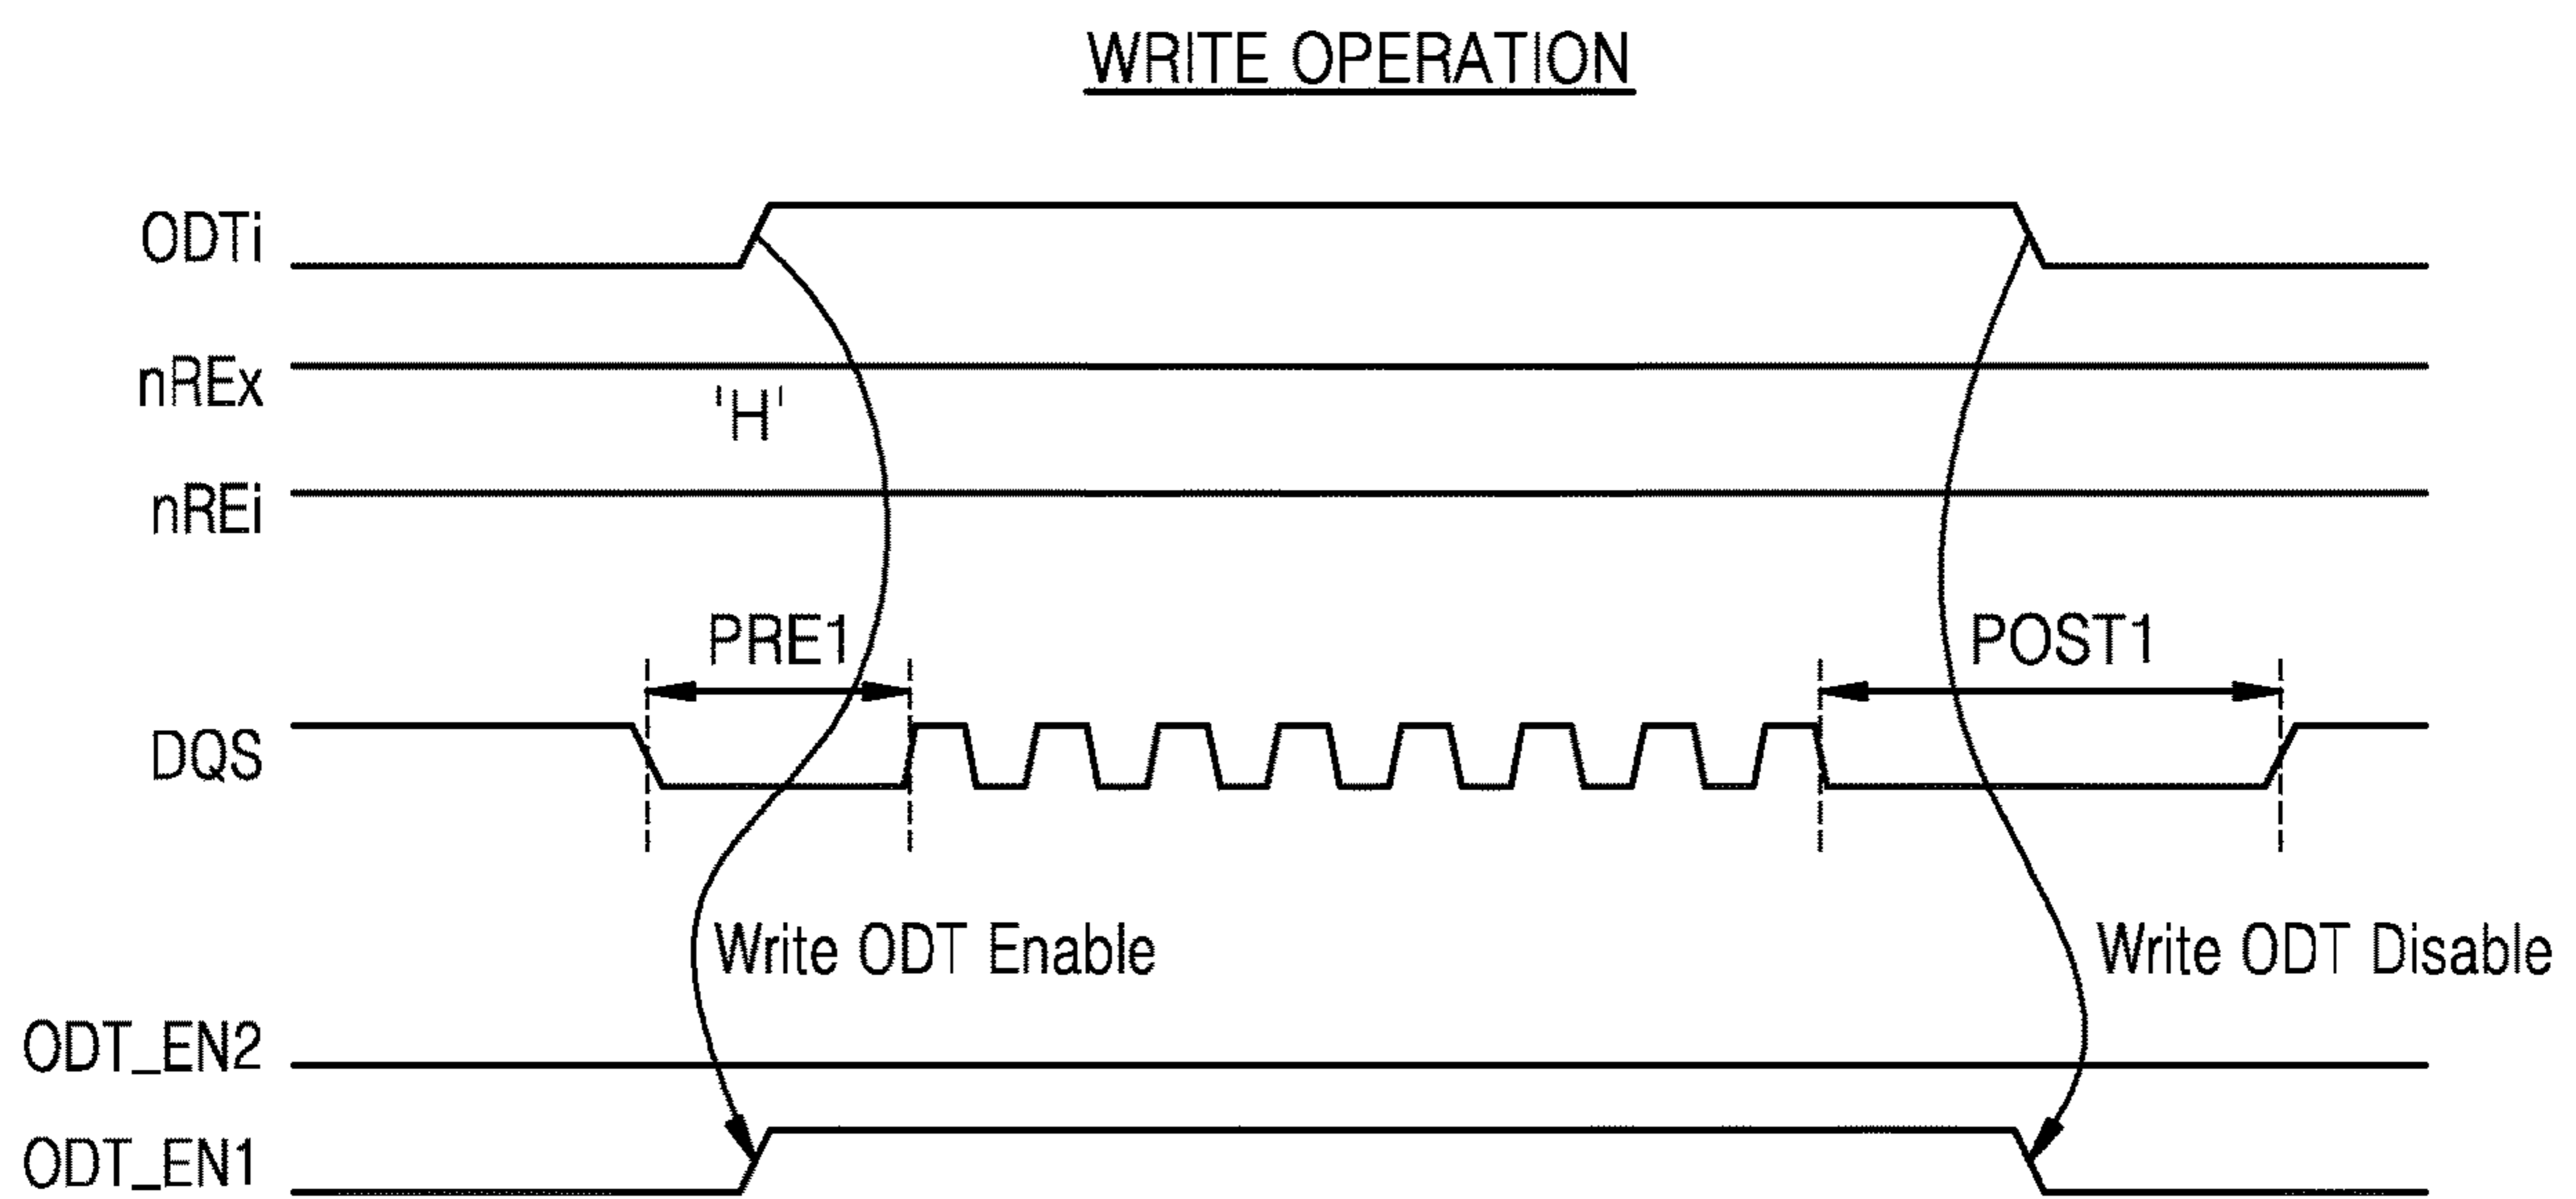 WRITE OPERATION
ODTi
nREx
'H'
nREi
PRE1
POST1
DQS
Write ODT Enable
Write ODT Disable
ODT_EN2
ODT_EN1